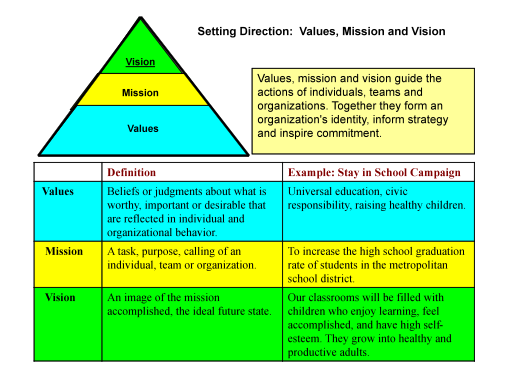 Setting Direction: Values, Mission and Vision
Vision
Mission
Values
Values, mission and vision guide the
actions of individuals, teams and
organizations. Together they form an
organization's identity, inform strategy
and inspire commitment.
Definition
Example: Stay in School Campaign
Values
Beliefs or judgments about what is
worthy, important or desirable that
are reflected in individual and
organizational behavior.
Universal education, civic
responsibility, raising healthy children.
Mission
A task, purpose, calling of an
individual, team or organization.
To increase the high school graduation
rate of students in the metropolitan
school district.
Vision
An image of the mission
accomplished, the ideal future state.
Our classrooms will be filled with
children who enjoy learning, feel
accomplished, and have high self-
esteem. They grow into healthy and
productive adults.